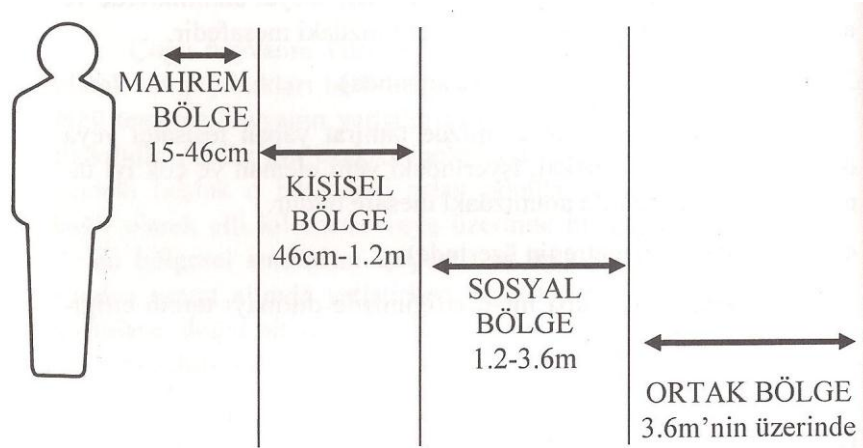 MAHREM
BÖLGE
15-46cm
KİŞİSEL
BÖLGE
46cm-1.2m
SOSYAL
BÖLGE
1.2-3.6m
ORTAK BÖLGE
3.6m'nin üzerinde